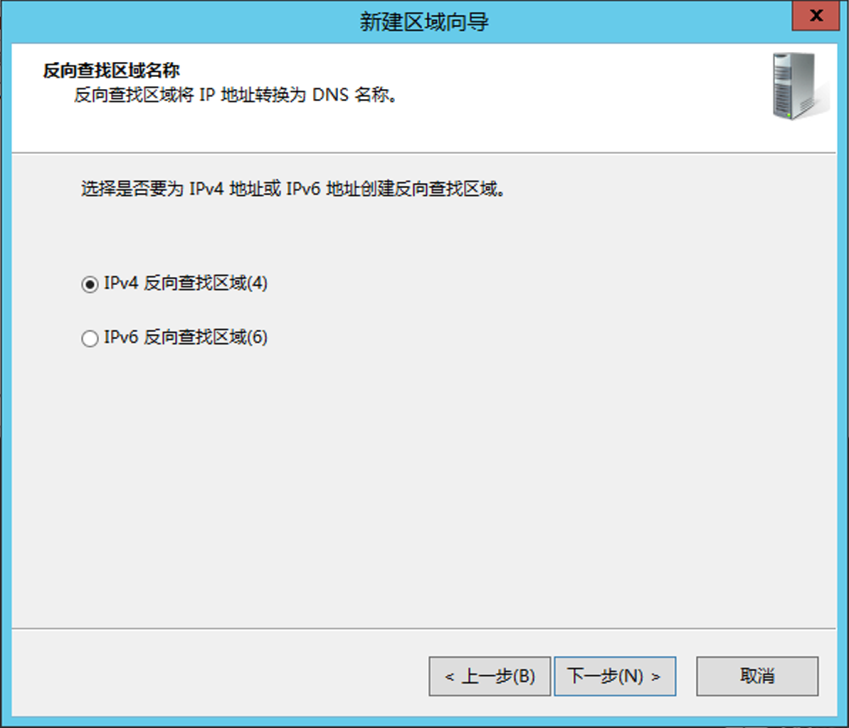 新建区域向导
x
反向查找区域名称
反向查找区域将 IP 地址转换为 DNS 名称。
选择是否要为 IPv4 地址或 IPv6 地址创建反向查找区域。
IPv4 反向查找区域(4)
IPv6 反向查找区域(6)
< 上一步(B) 下一步(N) > 取消